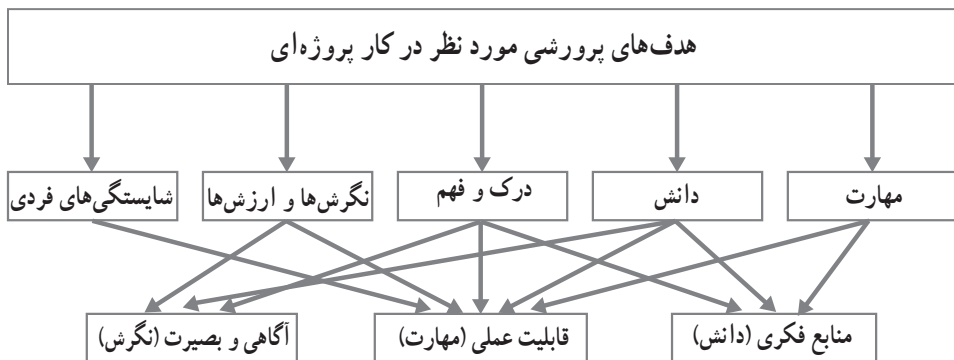 هدف‌های پرورشی مورد نظر در کار پروژه‌ای
مهارت
دانش
درک و فهم
نگرش‌ها و ارزش‌ها
شایستگی‌های فردی
منابع فکری (دانش)
قابلیت عملی (مهارت)
آگاهی و بصیرت (نگرش)